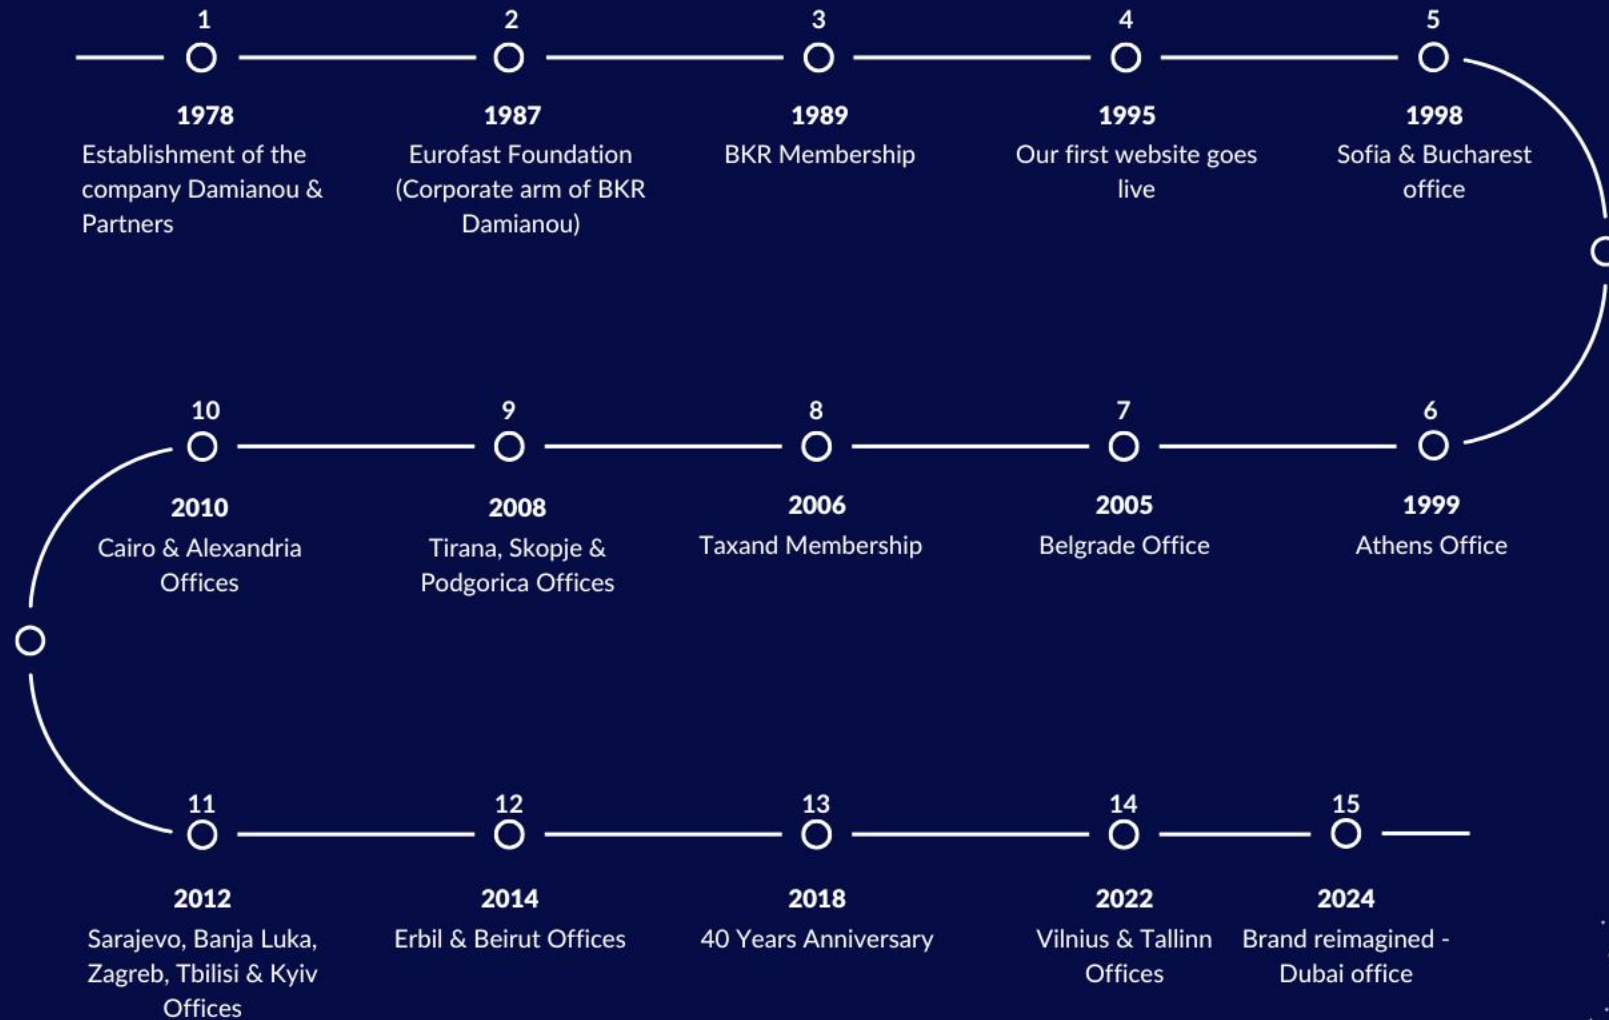 1
1978
Establishment of the
company Damianou &
Partners
2
1987
Eurofast Foundation
(Corporate arm of BKR
Damianou)
3
1989
BKR Membership
4
1995
Our first website goes
live
5
1998
Sofia & Bucharest
office
6
1999
Athens Office
7
2005
Belgrade Office
8
2006
Taxand Membership
9
2008
Tirana, Skopje &
Podgorica Offices
10
2010
Cairo & Alexandria
Offices
11
2012
Sarajevo, Banja Luka,
Zagreb, Tbilisi & Kyiv
Offices
12
2014
Erbil & Beirut Offices
13
2018
40 Years Anniversary
14
2022
Vilnius & Tallinn
Offices
15
2024
Brand reimagined -
Dubai office